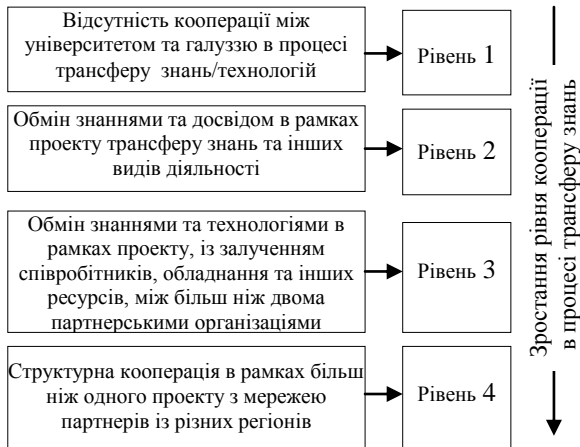 Відсутність кооперації між
університетом та галуззю в процесі
трансферу знань/технологій
Рівень 1
Обмін знаннями та досвідом в рамках
проекту трансферу знань та інших
видів діяльності
Рівень 2
Обмін знаннями та технологіями в
рамках проекту, із залученням
співробітників, обладнання та інших
ресурсів, між більш ніж двома
партнерськими організаціями
Рівень 3
Структурна кооперація в рамках більш
ніж одного проекту з мережею
партнерів із різних регіонів
Рівень 4
Зростання рівня кооперації
в процесі трансферу знань